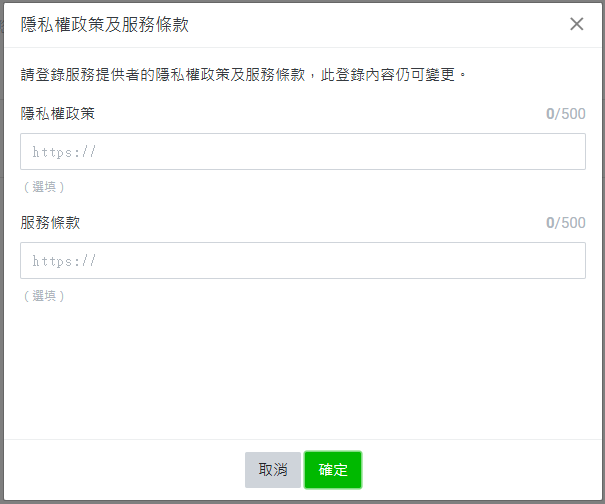 隱私權政策及服務條款
請登錄服務提供者的隱私權政策及服務條款，此登錄內容仍可變更。
隱私權政策 0/500
https://
（選填）
服務條款 0/500
https://
（選填）
取消 確定